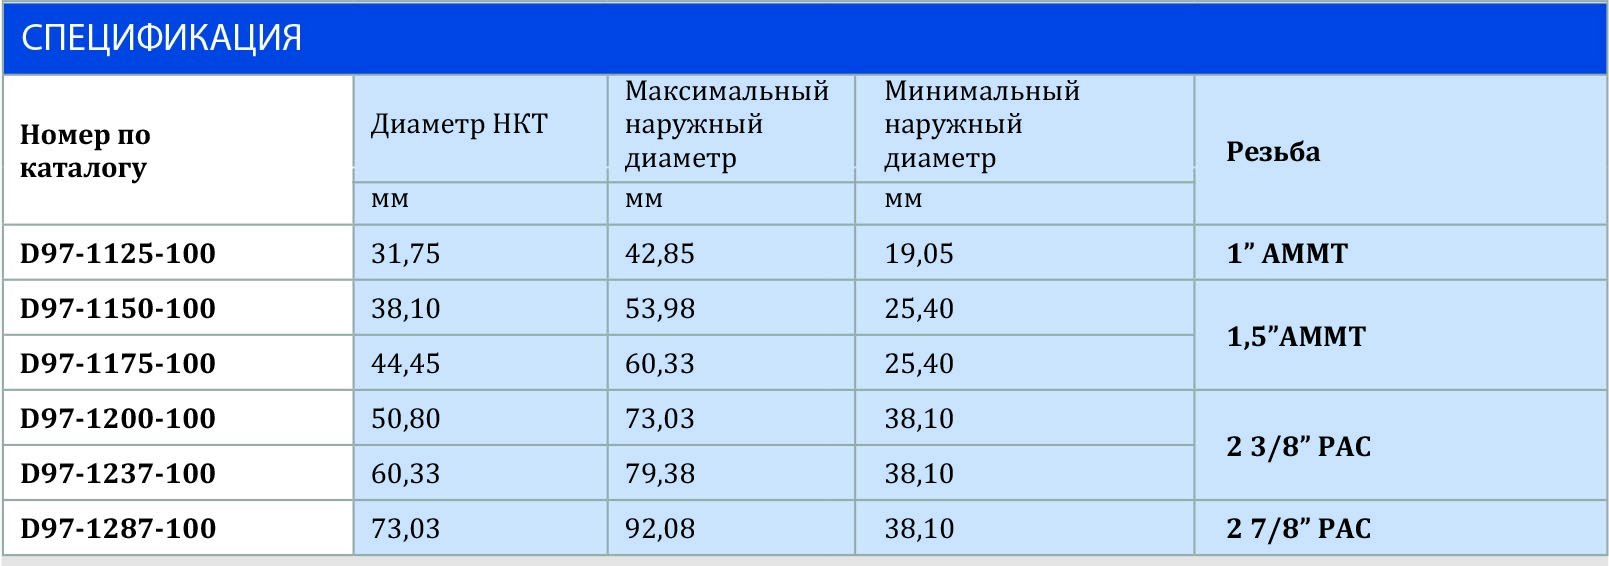 СПЕЦИФИКАЦИЯ
Номер по
каталогу
Диаметр НКТ
Максимальный
наружный
диаметр
Минимальный
наружный
диаметр
Резьба
мм
мм
мм
D97-1125-100 31,75 42,85 19,05 1” АММТ
D97-1150-100 38,10 53,98 25,40
1,5”АММТ
D97-1175-100 44,45 60,33 25,40
D97-1200-100 50,80 73,03 38,10
2 3/8” PAC
D97-1237-100 60,33 79,38 38,10
D97-1287-100 73,03 92,08 38,10 2 7/8” PAC